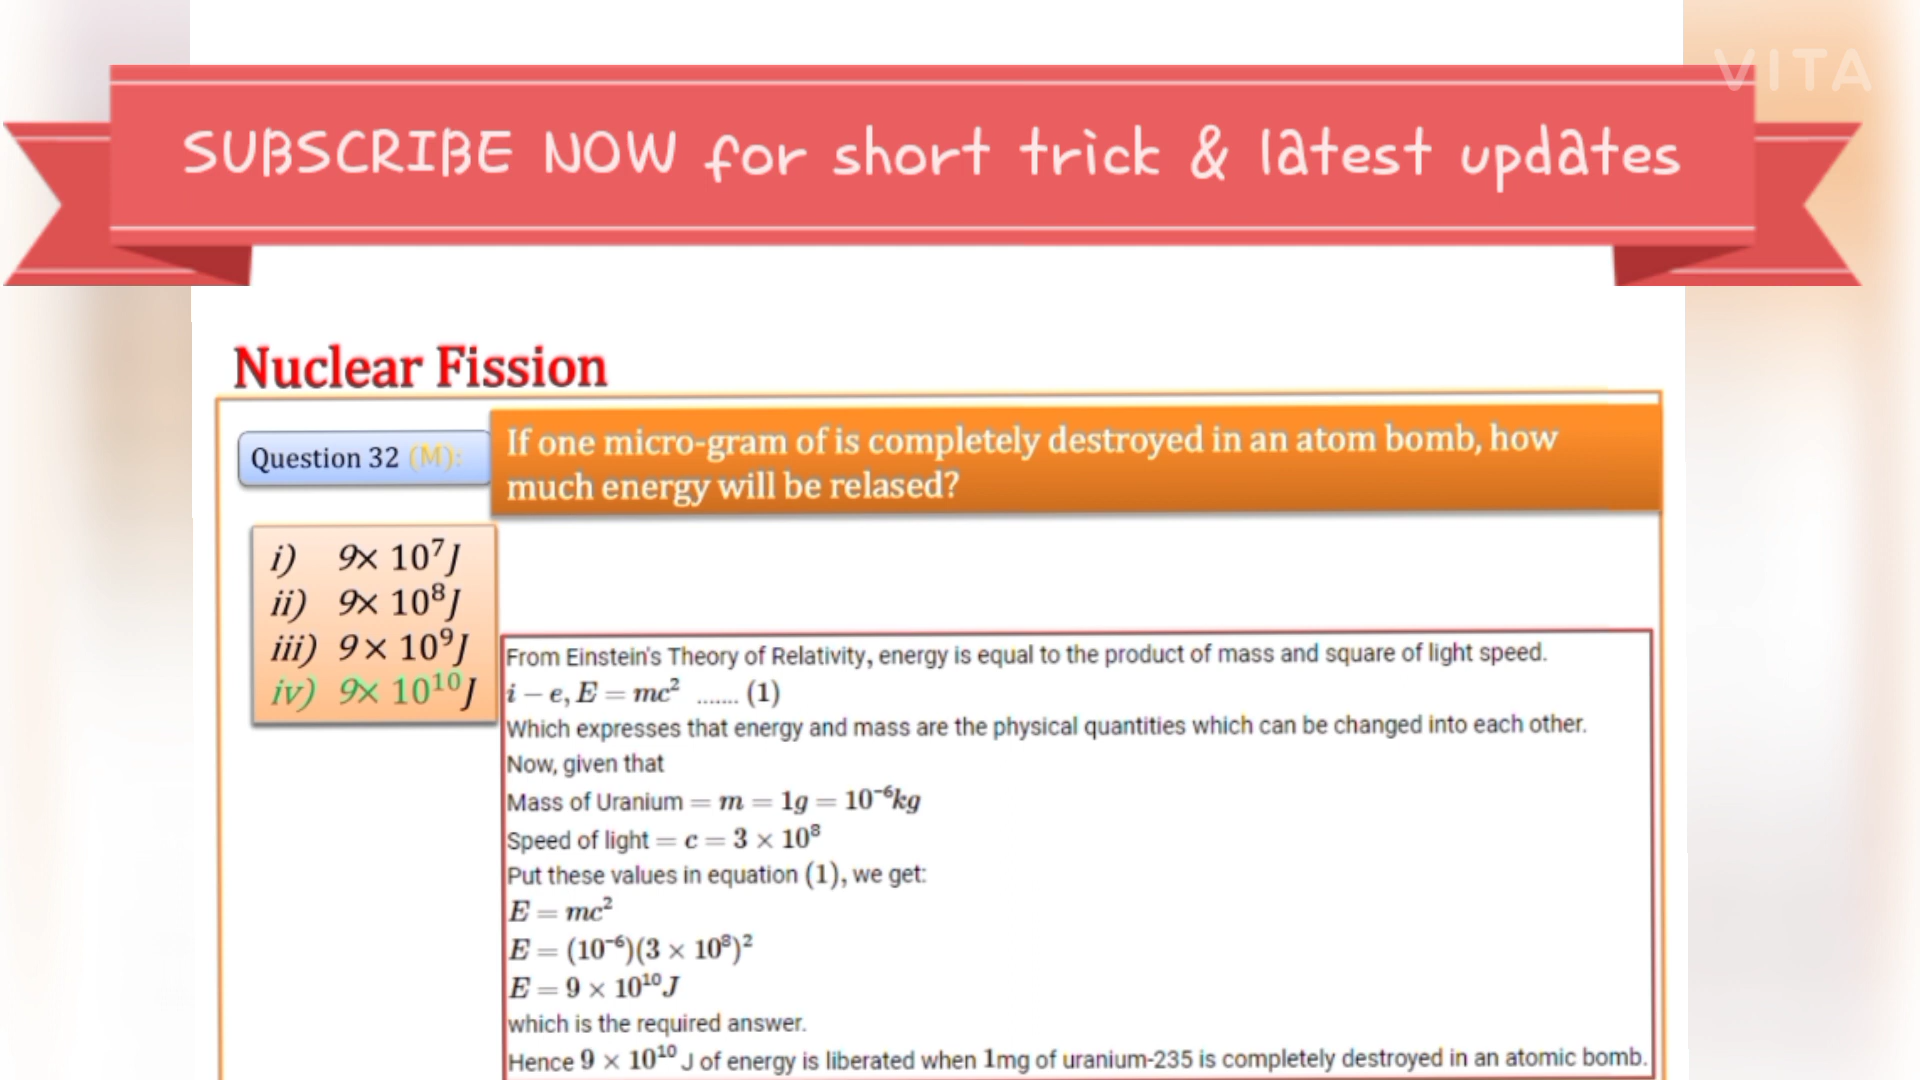 VITA
SUBSCRIBE NOW for short trick & latest updates
Nuclear Fission
Question 32 (M):
If one micro-gram of is completely destroyed in an atom bomb, how
much energy will be relased?
i) 9× 10⁷J
ii) 9× 10⁸J
iii) 9 × 10⁹J
iv) 9× 10¹⁰J
From Einstein's Theory of Relativity, energy is equal to the product of mass and square of light speed.
i − e, E = mc² ....... (1)
Which expresses that energy and mass are the physical quantities which can be changed into each other.
Now, given that
Mass of Uranium = m = 1g = 10⁻⁶kg
Speed of light = c = 3 × 10⁸
Put these values in equation (1), we get:
E = mc²
E = (10⁻⁶)(3 × 10⁸)²
E = 9 × 10¹⁰J
which is the required answer.
Hence 9 × 10¹⁰ J of energy is liberated when 1mg of uranium-235 is completely destroyed in an atomic bomb.